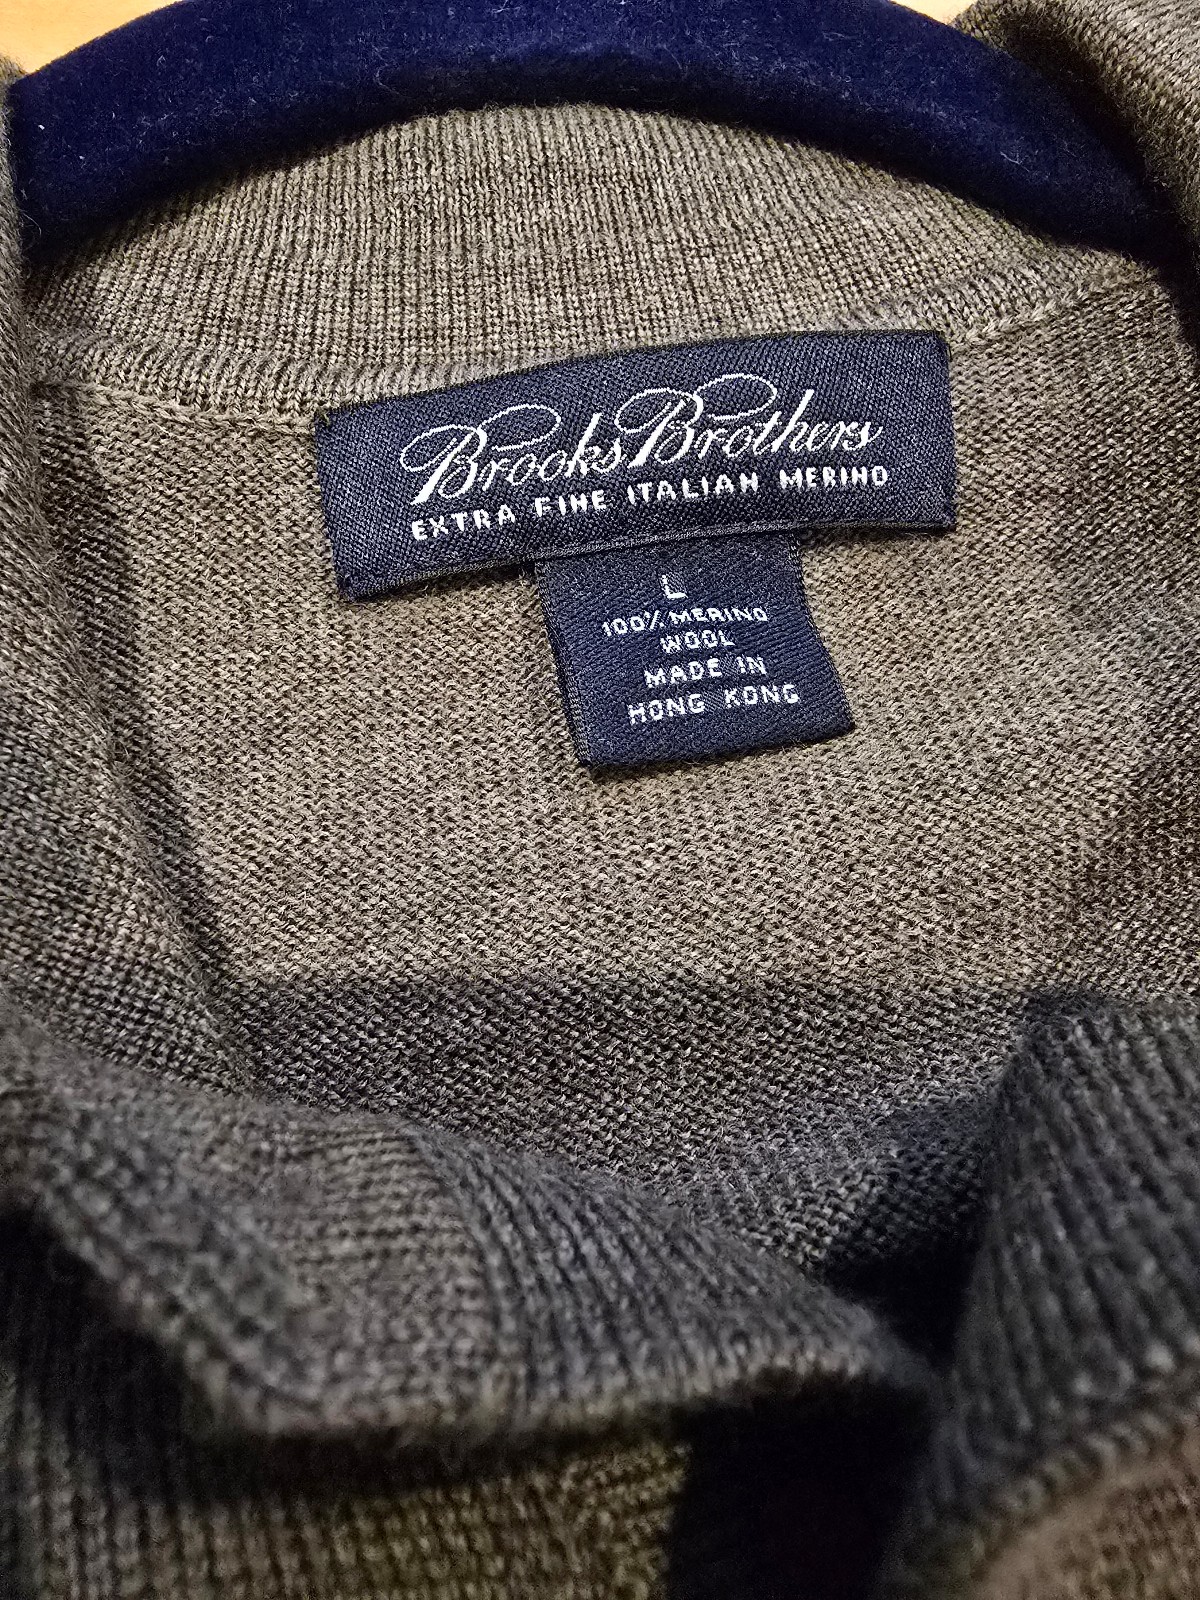 Brooks Brothers
EXTRA FINE ITALIAN MERINO
L
100% MERINO
WOOL
MADE IN
HONG KONG